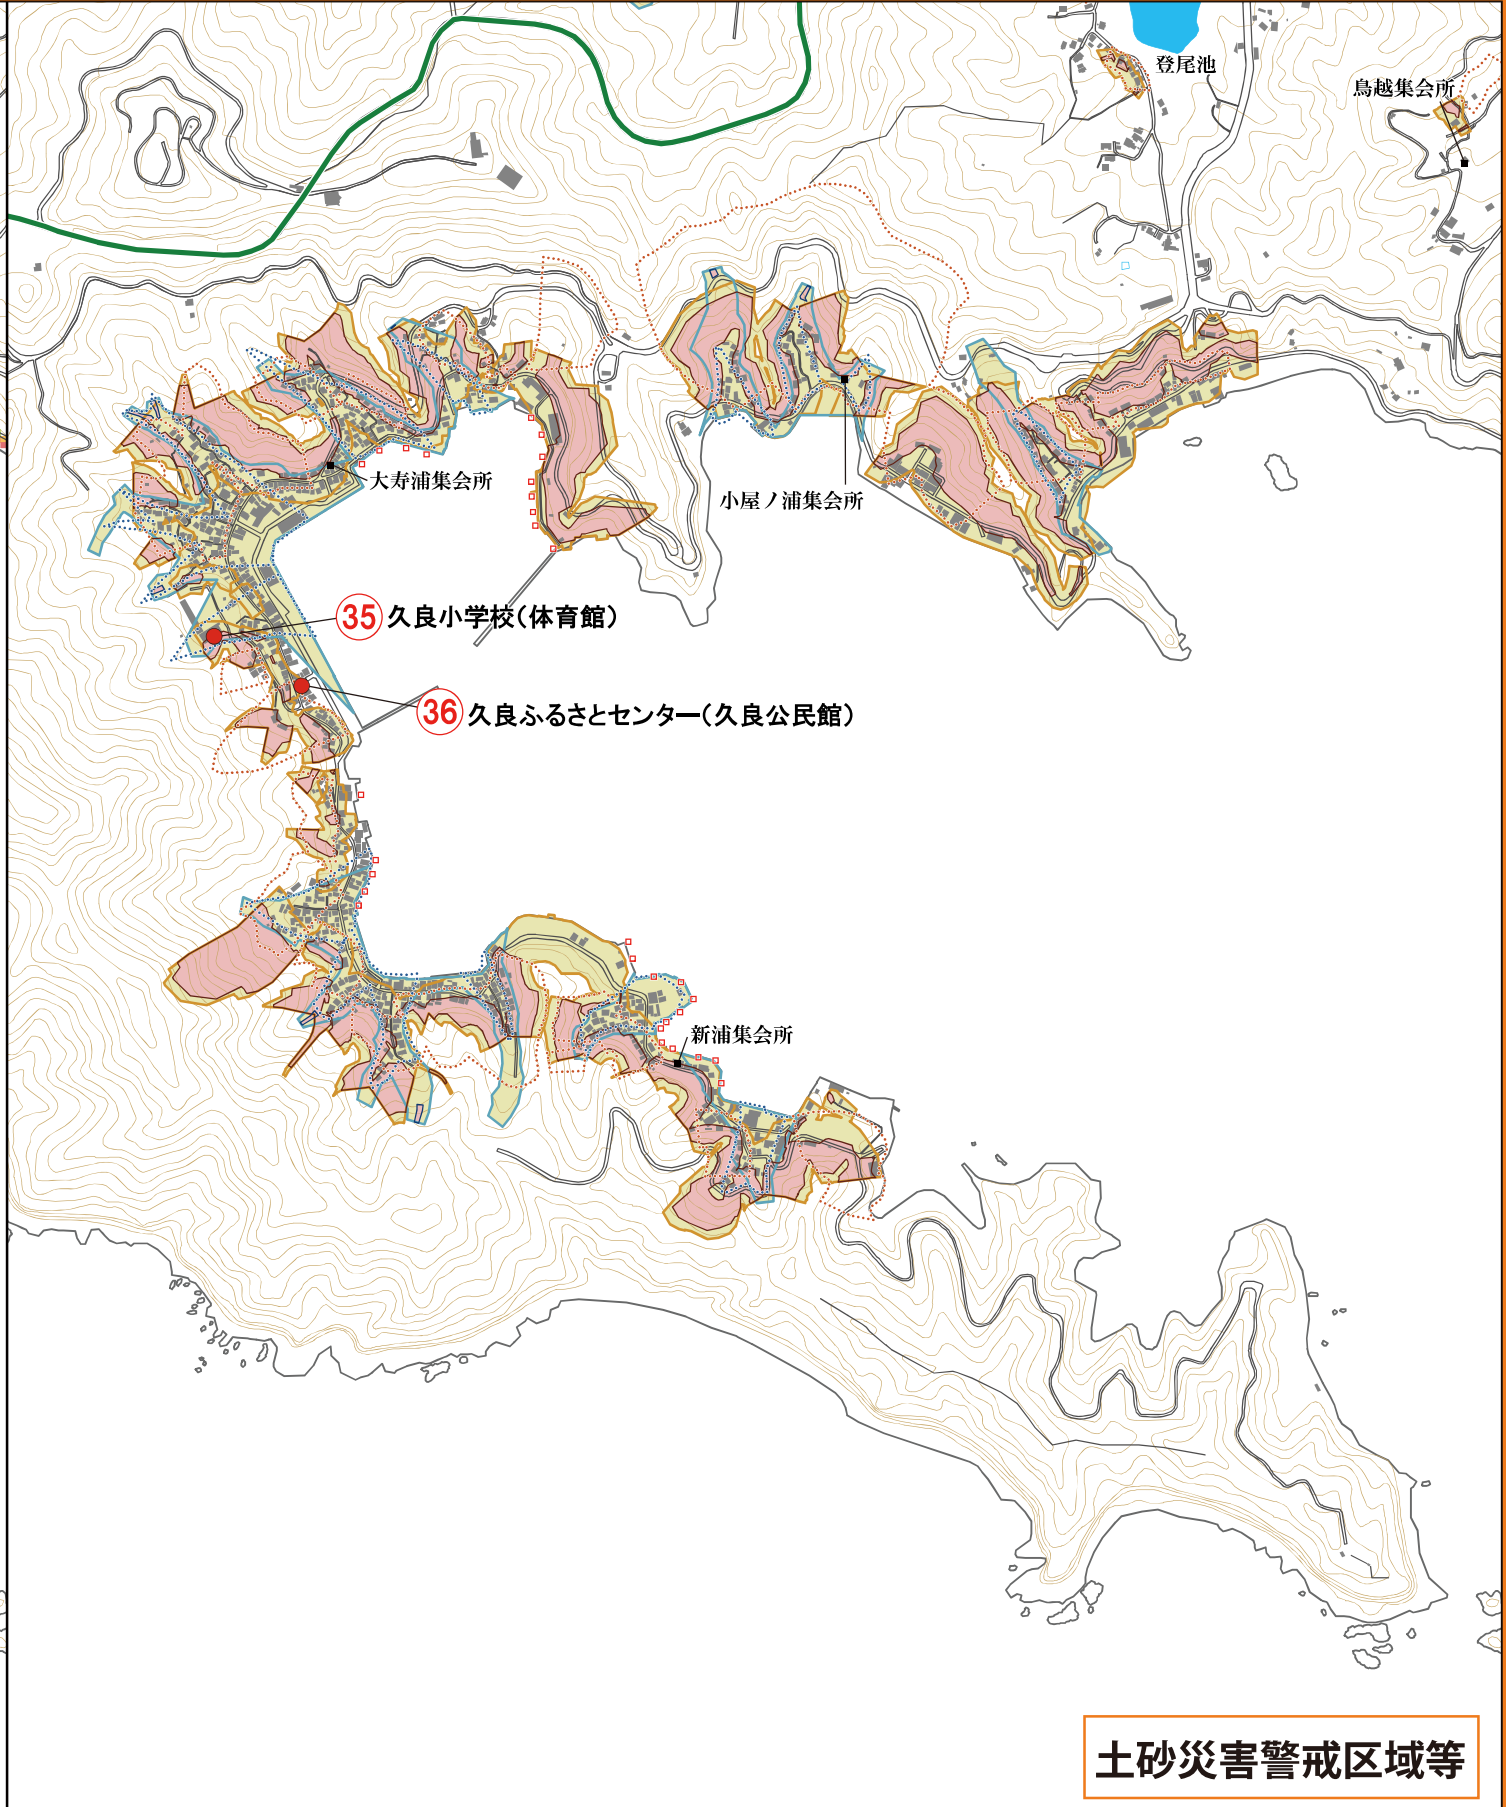 登尾池
鳥越集会所
大寿浦集会所
小屋ノ浦集会所
35 久良小学校(体育館)
36 久良ふるさとセンター(久良公民館)
新浦集会所
土砂災害警戒区域等